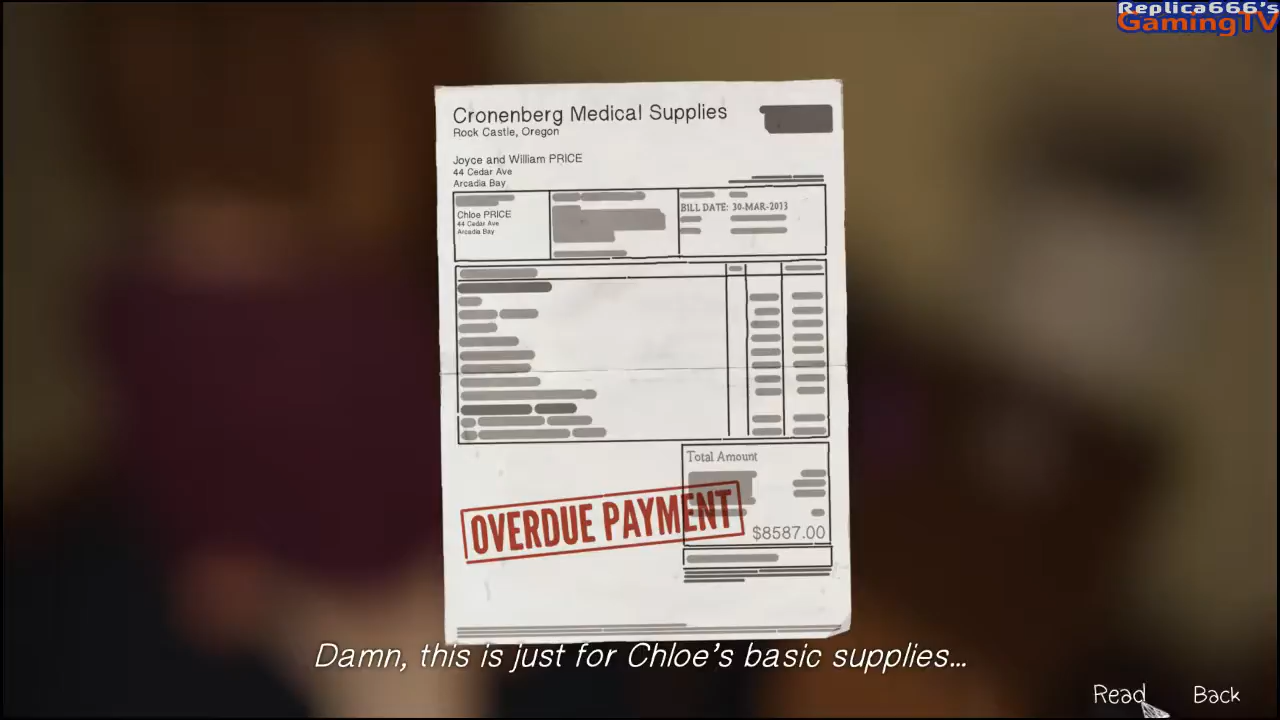 Replica666's
GamingTV
Cronenberg Medical Supplies
Rock Castle, Oregon
Joyce and William PRICE
44 Cedar Ave
Arcadia Bay
Chloe PRICE
44 Cedar Ave
Arcadia Bay
BILL DATE: 30-MAR-2013
Total Amount
OVERDUE PAYMENT
$8587.00
Damn, this is just for Chloe's basic supplies...
Read
Back